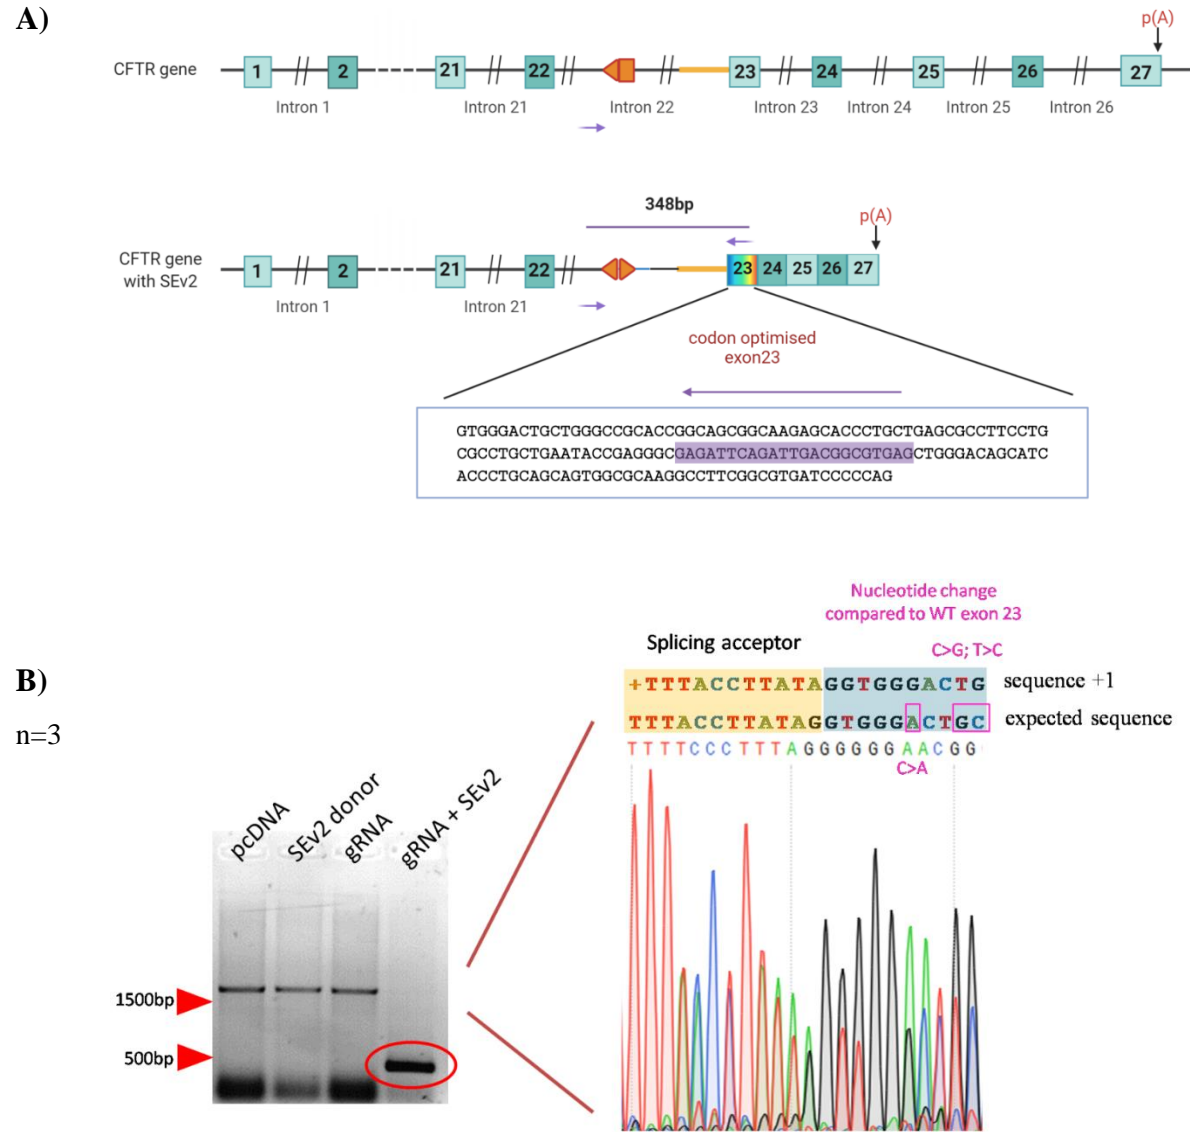 A)
p(A)
CFTR gene
1 2 21 22 23 24 25 26 27
Intron 1 Intron 21 Intron 22 Intron 23 Intron 24 Intron 25 Intron 26
348bp
p(A)
CFTR gene
with SEv2
1 2 21 22 23 24 25 26 27
Intron 1 Intron 21
codon optimised
exon23
GTGGGACTGCTGGGCCGCACCGGCAGCGGCAAGAGCACCCTGCTGAGCGCCTTCCTG
CGCCTGCTGAATACCGAGGGCGAGATTCAGATTGACGGCGTGAGCTGGGACAGCATC
ACCCTGCAGCAGTGGCGCAAGGCCTTCGGCGTGATCCCCCAG
Nucleotide change
compared to WT exon 23
Splicing acceptor
C>G; T>C
B)
+TTTACCTTATAGGTGGGACTG sequence +1
n=3
TTTACCTTATAGGTGGGACTGC expected sequence
TTTTCCCTTTAGGGGGGAACGG
C>A
pcDNA
SEv2 donor
gRNA
gRNA + SEv2
1500bp
500bp